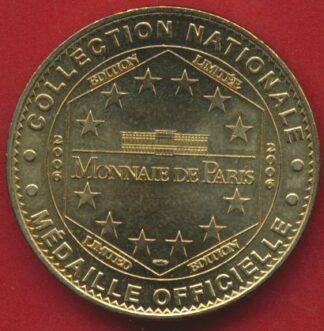 COLLECTION NATIONALE
EDITION LIMITÉE
2006 2006
MONNAIE DE PARIS
LIMITED EDITION
MÉDAILLE OFFICIELLE